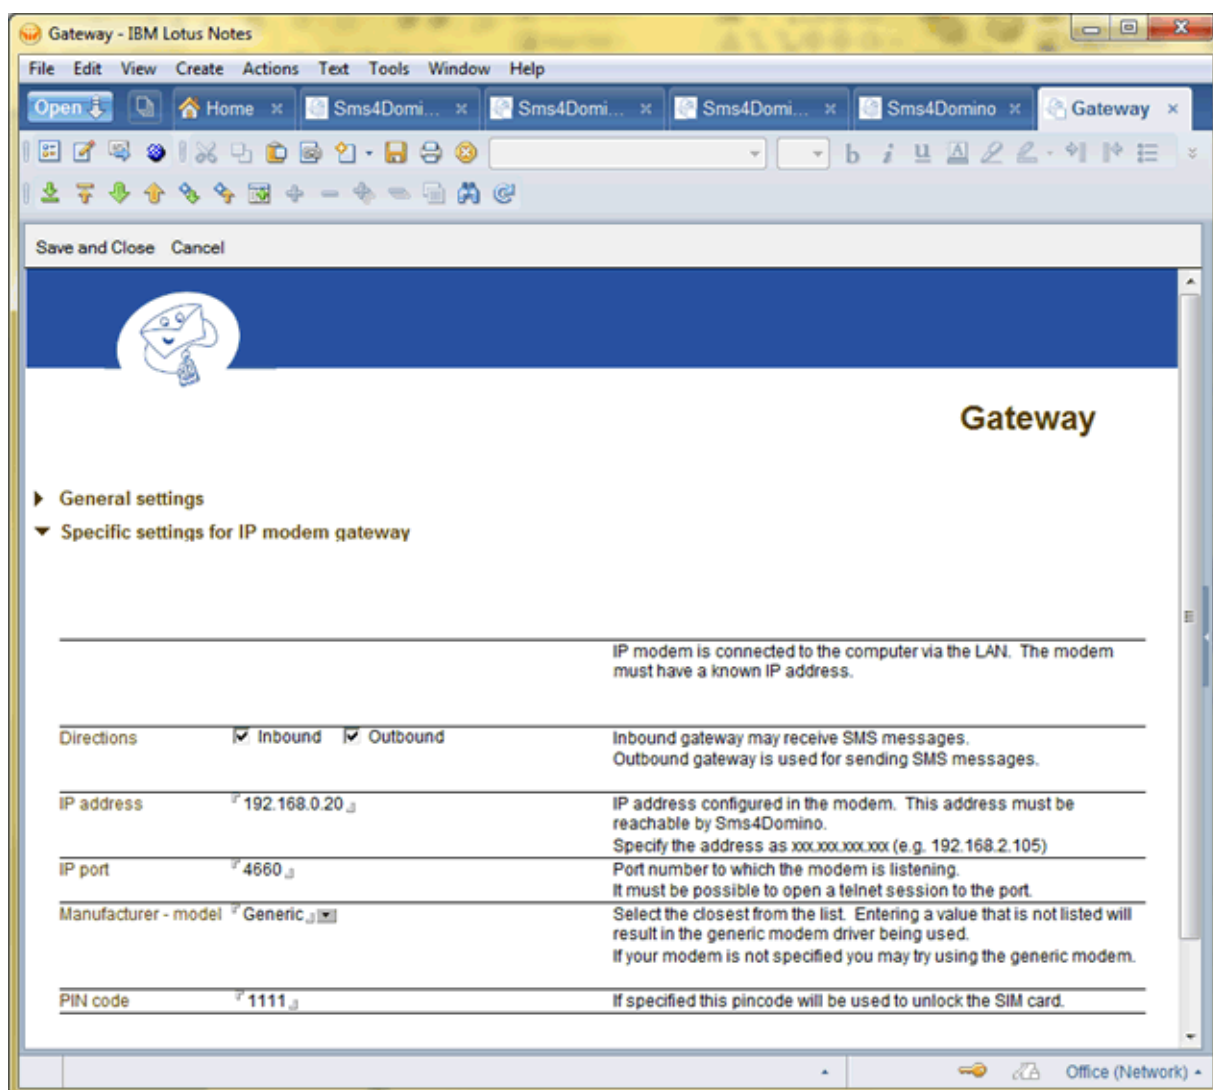 Gateway - IBM Lotus Notes
File Edit View Create Actions Text Tools Window Help
Open Home Sms4Domi... Sms4Domi... Sms4Domi... Sms4Domino Gateway
b i u A
Save and Close Cancel
Gateway
General settings
Specific settings for IP modem gateway
IP modem is connected to the computer via the LAN. The modem
must have a known IP address.
Directions Inbound Outbound Inbound gateway may receive SMS messages.
Outbound gateway is used for sending SMS messages.
IP address 192.168.0.20 IP address configured in the modem. This address must be
reachable by Sms4Domino.
Specify the address as xxx.xxx.xxx.xxx (e.g. 192.168.2.105)
IP port 4660 Port number to which the modem is listening.
It must be possible to open a telnet session to the port.
Manufacturer - model Generic Select the closest from the list. Entering a value that is not listed will
result in the generic modem driver being used.
If your modem is not specified you may try using the generic modem.
PIN code 1111 If specified this pincode will be used to unlock the SIM card.
Office (Network)